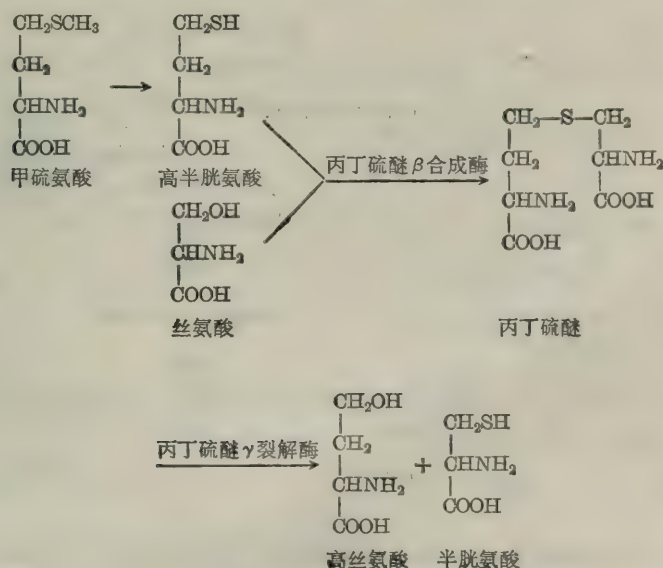 CH₂SCH₃
CH₂
CHNH₂
COOH
甲硫氨酸
CH₂SH
CH₂
CHNH₂
COOH
高半胱氨酸
CH₂OH
CHNH₂
COOH
丝氨酸
丙丁硫醚β合成酶
CH₂—S—CH₂
CH₂ CHNH₂
CHNH₂ COOH
COOH
丙丁硫醚
丙丁硫醚γ裂解酶
CH₂OH
CH₂
CHNH₂
COOH
高丝氨酸
+
CH₂SH
CHNH₂
COOH
半胱氨酸